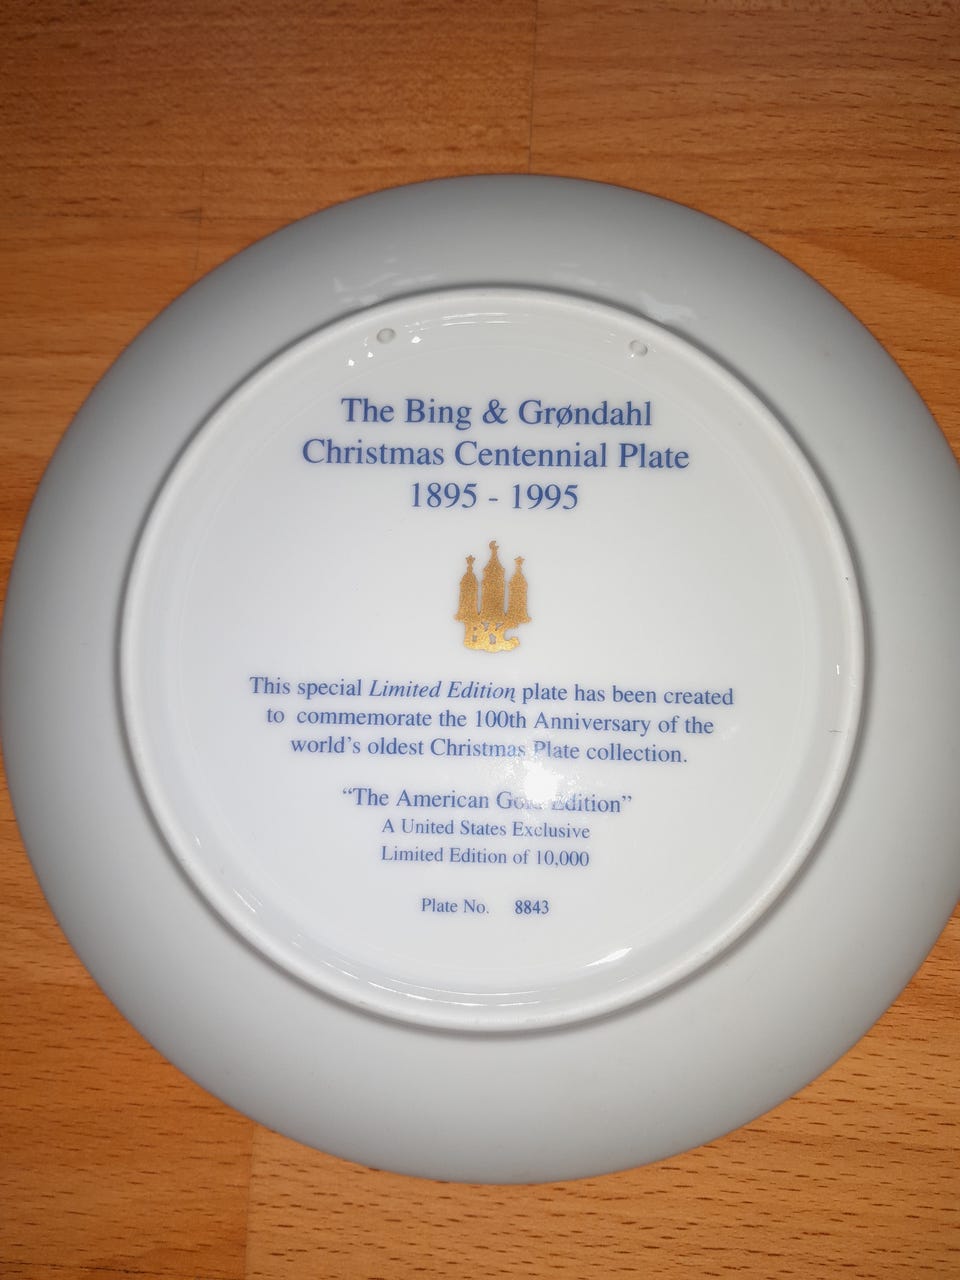 The Bing & Grøndahl
Christmas Centennial Plate
1895 - 1995
B&G
This special Limited Edition plate has been created
to commemorate the 100th Anniversary of the
world's oldest Christmas Plate collection.
“The American Gold Edition”
A United States Exclusive
Limited Edition of 10,000
Plate No. 8843